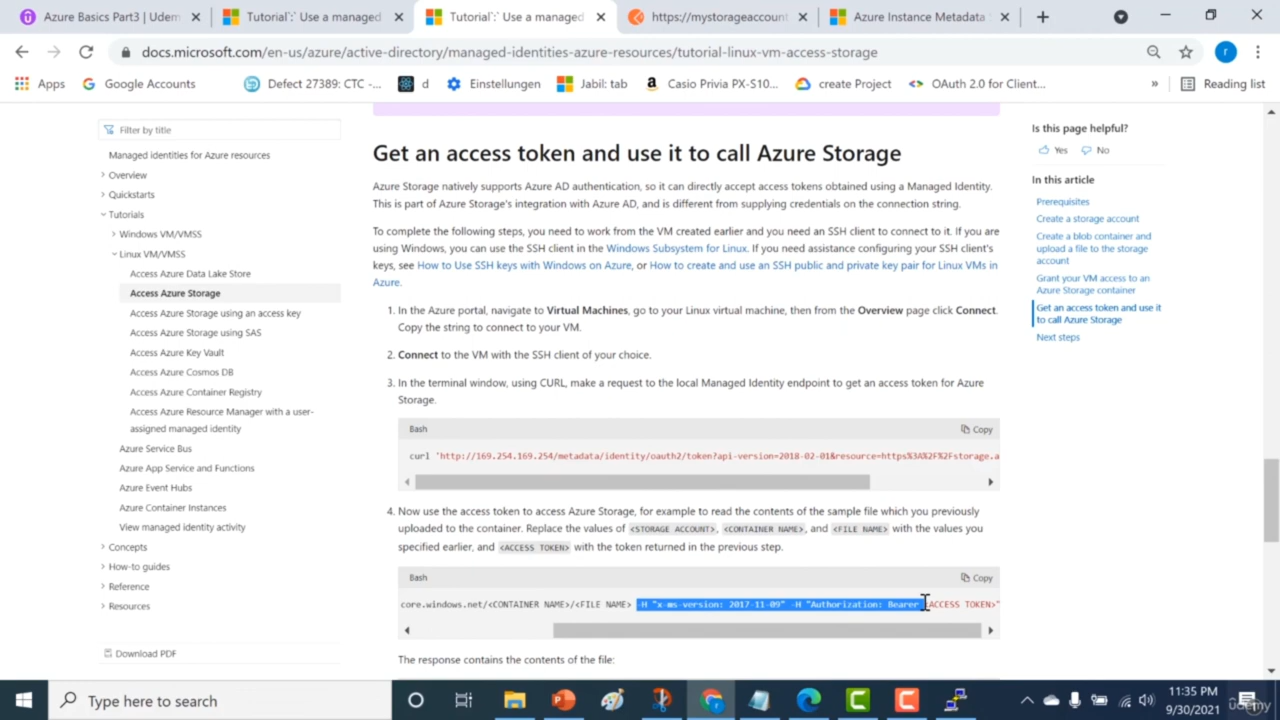 Azure Basics Part3 | Udem
Tutorial`:` Use a managed
Tutorial`:` Use a managed
https://mystorageaccount
Azure Instance Metadata
docs.microsoft.com/en-us/azure/active-directory/managed-identities-azure-resources/tutorial-linux-vm-access-storage
r
Apps
Google Accounts
Defect 27389: CTC -...
d
Einstellungen
Jabil: tab
Casio Privia PX-S10...
create Project
OAuth 2.0 for Client...
»
Reading list
Filter by title
Managed identities for Azure resources
Overview
Quickstarts
Tutorials
Windows VM/VMSS
Linux VM/VMSS
Access Azure Data Lake Store
Access Azure Storage
Access Azure Storage using an access key
Access Azure Storage using SAS
Access Azure Key Vault
Access Azure Cosmos DB
Access Azure Container Registry
Access Azure Resource Manager with a user-
assigned managed identity
Azure Service Bus
Azure App Service and Functions
Azure Event Hubs
Azure Container Instances
View managed identity activity
Concepts
How-to guides
Reference
Resources
Download PDF
Get an access token and use it to call Azure Storage
Azure Storage natively supports Azure AD authentication, so it can directly accept access tokens obtained using a Managed Identity.
This is part of Azure Storage's integration with Azure AD, and is different from supplying credentials on the connection string.
To complete the following steps, you need to work from the VM created earlier and you need an SSH client to connect to it. If you are
using Windows, you can use the SSH client in the Windows Subsystem for Linux. If you need assistance configuring your SSH client's
keys, see How to Use SSH keys with Windows on Azure, or How to create and use an SSH public and private key pair for Linux VMs in
Azure.
1. In the Azure portal, navigate to Virtual Machines, go to your Linux virtual machine, then from the Overview page click Connect.
Copy the string to connect to your VM.
2. Connect to the VM with the SSH client of your choice.
3. In the terminal window, using CURL, make a request to the local Managed Identity endpoint to get an access token for Azure
Storage.
Bash
Copy
curl 'http://169.254.169.254/metadata/identity/oauth2/token?api-version=2018-02-01&resource=https%3A%2F%2Fstorage.a
4. Now use the access token to access Azure Storage, for example to read the contents of the sample file which you previously
uploaded to the container. Replace the values of <STORAGE ACCOUNT>, <CONTAINER NAME>, and <FILE NAME> with the values you
specified earlier, and <ACCESS TOKEN> with the token returned in the previous step.
Bash
Copy
core.windows.net/<CONTAINER NAME>/<FILE NAME> -H "x-ms-version: 2017-11-09" -H "Authorization: Bearer <ACCESS TOKEN>"
The response contains the contents of the file:
Is this page helpful?
Yes
No
In this article
Prerequisites
Create a storage account
Create a blob container and
upload a file to the storage
account
Grant your VM access to an
Azure Storage container
Get an access token and use it
to call Azure Storage
Next steps
Type here to search
11:35 PM
9/30/2021
udemy